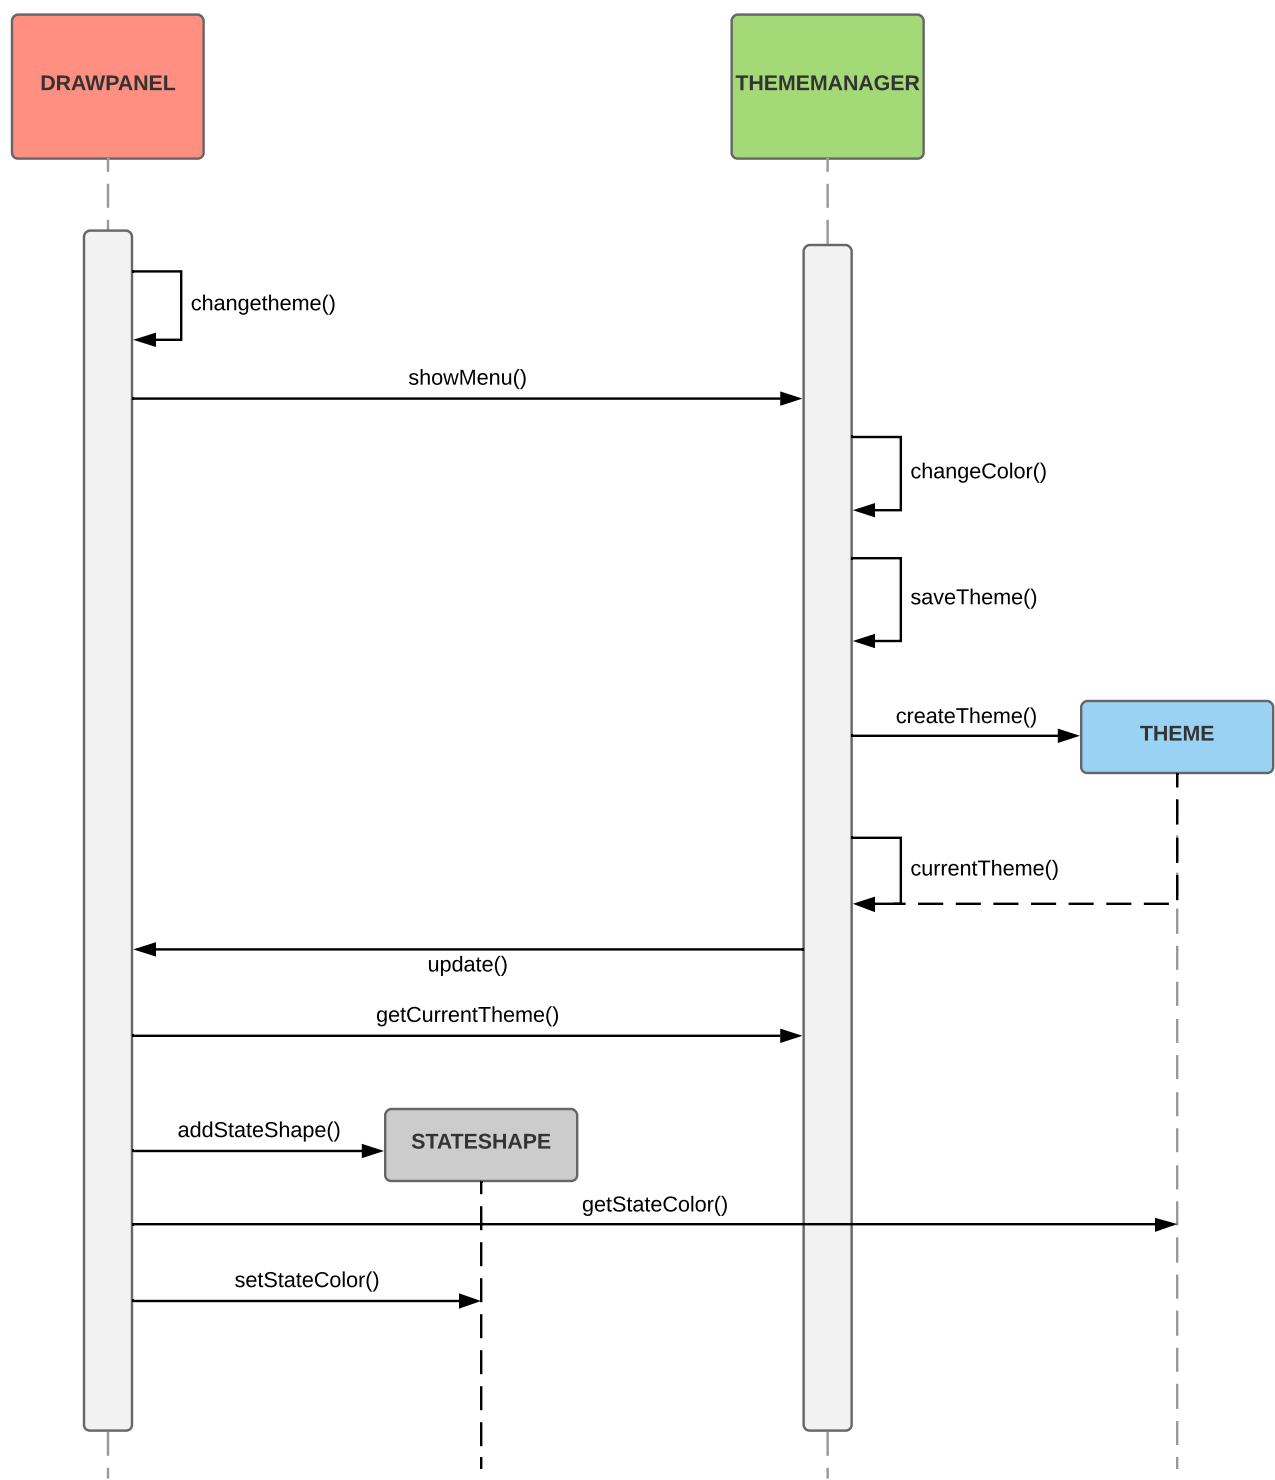 DRAWPANEL
THEMEMANAGER
changetheme()
showMenu()
changeColor()
saveTheme()
createTheme()
THEME
currentTheme()
update()
getCurrentTheme()
addStateShape()
STATESHAPE
getStateColor()
setStateColor()